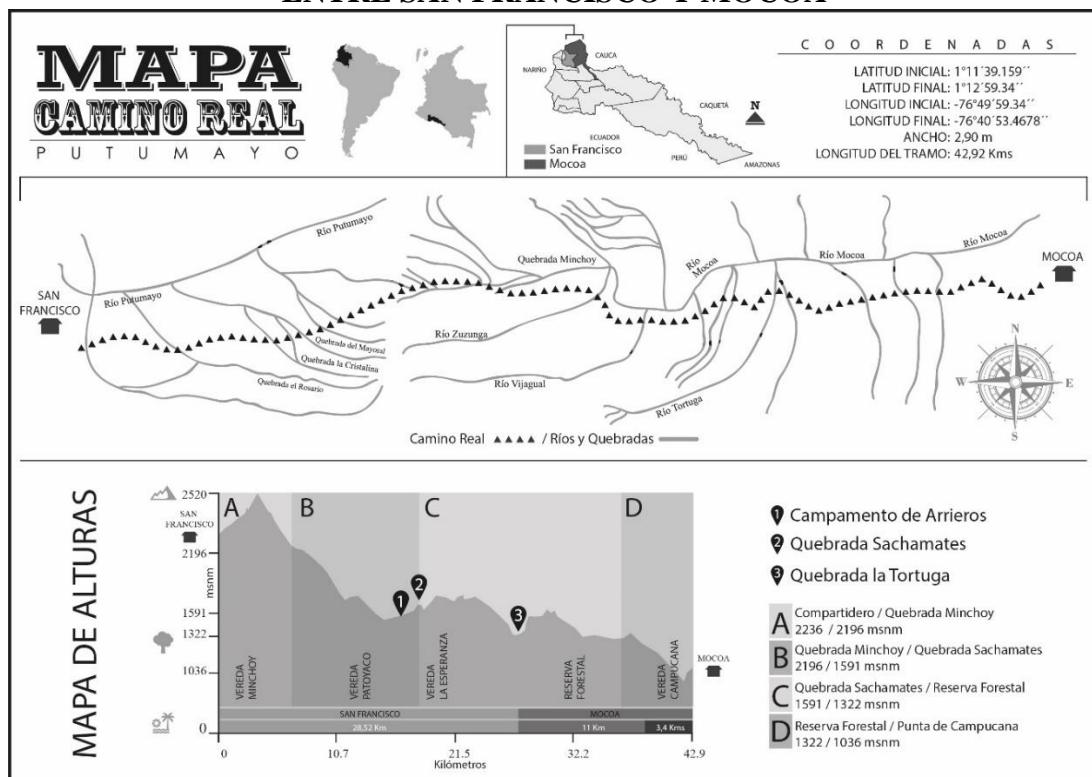 ENTRE SAN FRANCISCO Y MOCOA
MAPA
CAMINO REAL
PUTUMAYO
NARIÑO
CAUCA
CAQUETÁ
ECUADOR
PERÚ
AMAZONAS
N
San Francisco
Mocoa
COORDENADAS
LATITUD INICIAL: 1°11´39.159´´
LATITUD FINAL: 1°12´59.34´´
LONGITUD INCIAL: -76°49´59.34´´
LONGITUD FINAL: -76°40´53.4678´´
ANCHO: 2,90 m
LONGITUD DEL TRAMO: 42,92 Kms
SAN
FRANCISCO
Río Putumayo
Río Putumayo
Quebrada del Mayosal
Quebrada la Cristalina
Quebrada el Rosario
Quebrada Minchoy
Río Zuzunga
Río Vijagual
Río Tortuga
Río
Mocoa
Río Mocoa
Río Mocoa
MOCOA
N
W
E
S
Camino Real / Ríos y Quebradas
MAPA DE ALTURAS
SAN
FRANCISCO
msnm
2520
2196
1591
1322
1036
0
A
B
C
D
1
2
3
VEREDA
MINCHOY
VEREDA
PATOYACO
VEREDA
LA ESPERANZA
RESERVA
FORESTAL
VEREDA
CAMPUCANA
MOCOA
SAN FRANCISCO
MOCOA
28,52 Km
11 Km
3,4 Kms
0
10.7
21.5
32.2
42.9
Kilómetros
1 Campamento de Arrieros
2 Quebrada Sachamates
3 Quebrada la Tortuga
A Compartidero / Quebrada Minchoy
2236 / 2196 msnm
B Quebrada Minchoy / Quebrada Sachamates
2196 / 1591 msnm
C Quebrada Sachamates / Reserva Forestal
1591 / 1322 msnm
D Reserva Forestal / Punta de Campucana
1322 / 1036 msnm